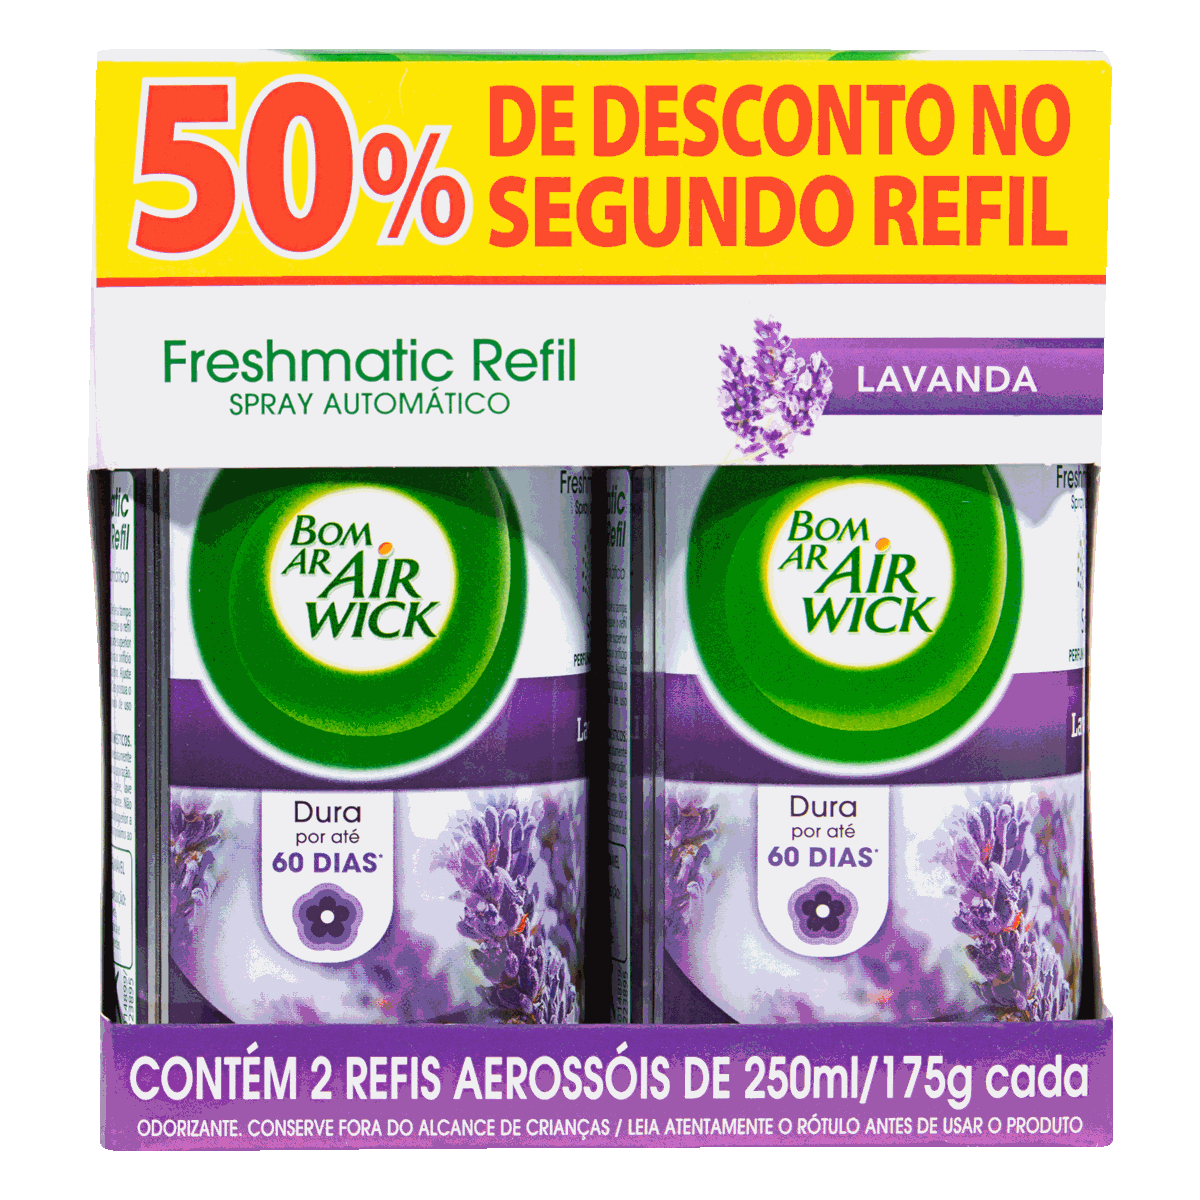 50% DE DESCONTO NO
SEGUNDO REFIL
Freshmatic Refil
SPRAY AUTOMÁTICO
LAVANDA
BOM
AR AIR
WICK
Dura
por até
60 DIAS*
BOM
AR AIR
WICK
Dura
por até
60 DIAS*
CONTÉM 2 REFIS AEROSSÓIS DE 250ml/175g cada
ODORIZANTE. CONSERVE FORA DO ALCANCE DE CRIANÇAS / LEIA ATENTAMENTE O RÓTULO ANTES DE USAR O PRODUTO